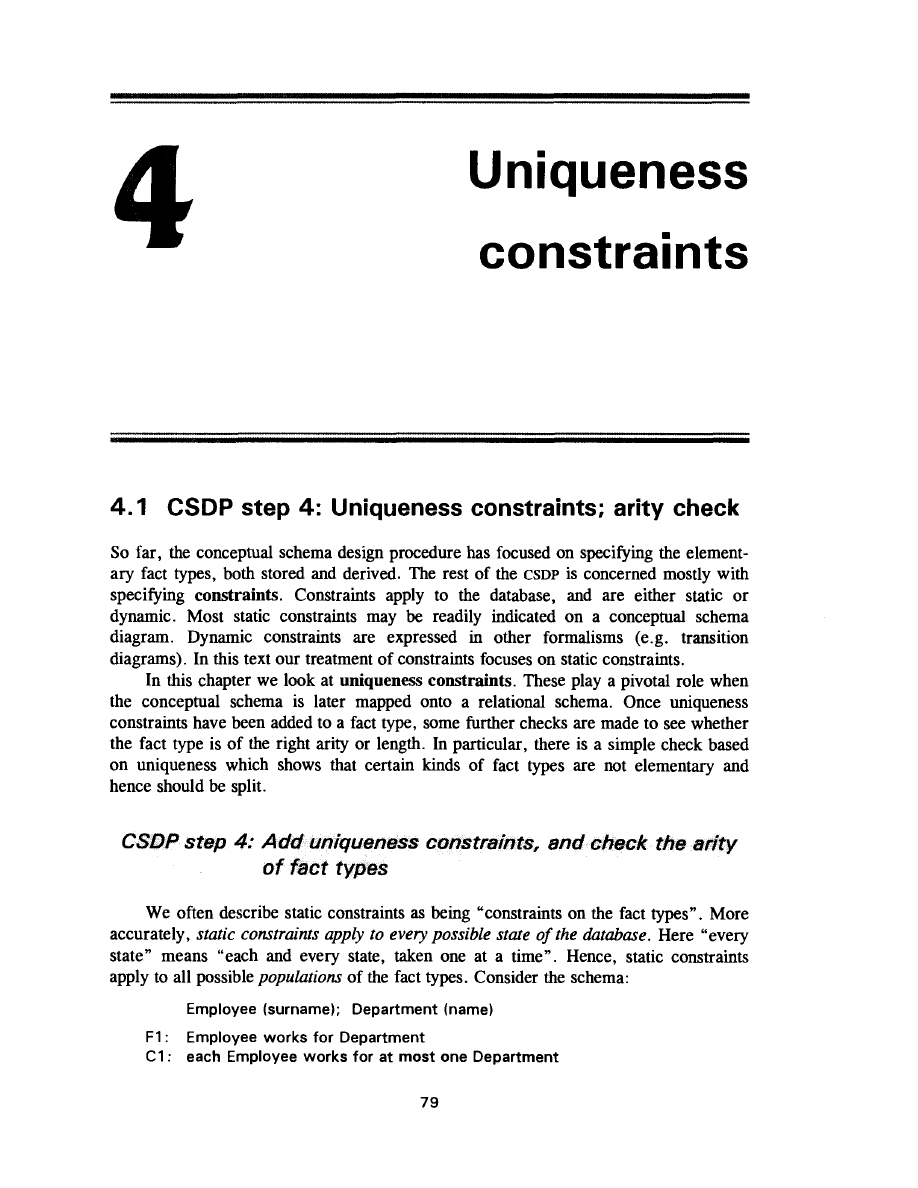 4
Uniqueness
constraints
4.1 CSDP step 4: Uniqueness constraints; arity check
So far, the conceptual schema design procedure has focused on specifying the element-
ary fact types, both stored and derived. The rest of the CSDP is concerned mostly with
specifying constraints. Constraints apply to the database, and are either static or
dynamic. Most static constraints may be readily indicated on a conceptual schema
diagram. Dynamic constraints are expressed in other formalisms (e.g. transition
diagrams). In this text our treatment of constraints focuses on static constraints.
In this chapter we look at uniqueness constraints. These play a pivotal role when
the conceptual schema is later mapped onto a relational schema. Once uniqueness
constraints have been added to a fact type, some further checks are made to see whether
the fact type is of the right arity or length. In particular, there is a simple check based
on uniqueness which shows that certain kinds of fact types are not elementary and
hence should be split.
CSDP step 4: Add uniqueness constraints, and check the arity
of fact types
We often describe static constraints as being “constraints on the fact types”. More
accurately, static constraints apply to every possible state of the database. Here “every
state” means “each and every state, taken one at a time”. Hence, static constraints
apply to all possible populations of the fact types. Consider the schema:
Employee (surname); Department (name)
F1: Employee works for Department
C1: each Employee works for at most one Department
79